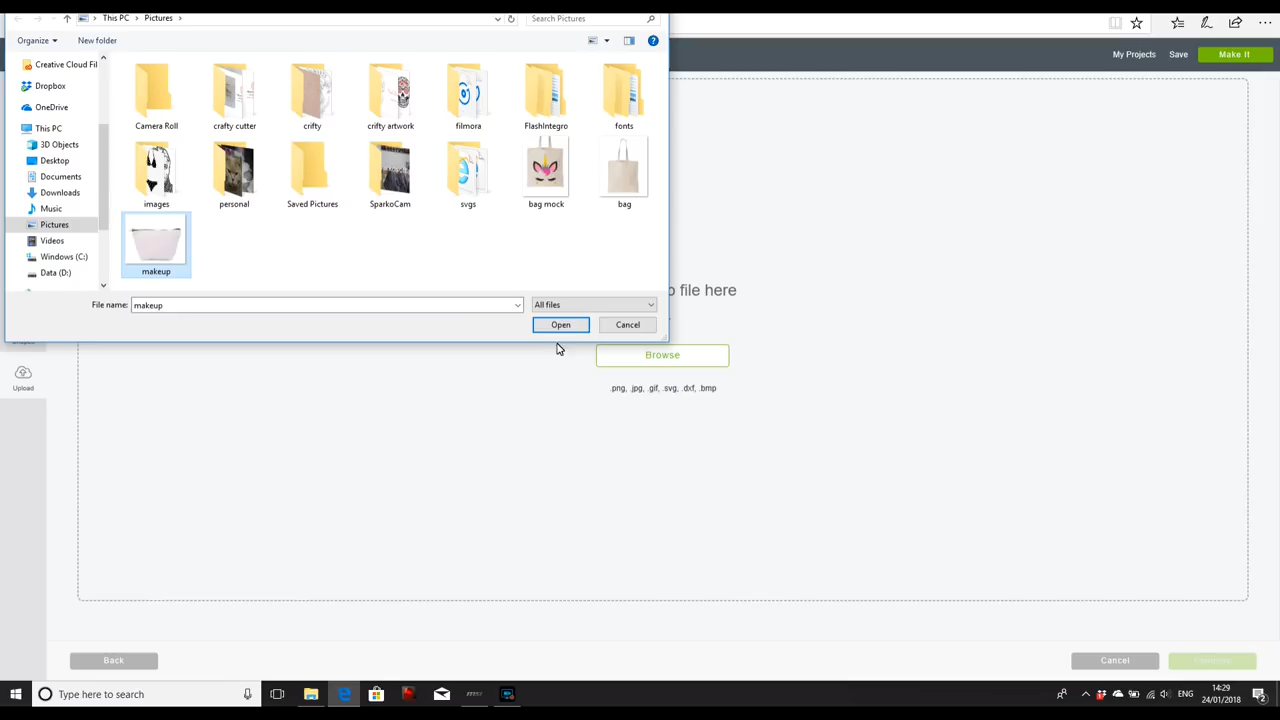 This PC > Pictures >
Search Pictures
Organize
New folder
My Projects
Save
Make It
Creative Cloud Fil
Dropbox
OneDrive
This PC
3D Objects
Desktop
Documents
Downloads
Music
Pictures
Videos
Windows (C:)
Data (D:)
Camera Roll
crafty cutter
crifty
crifty artwork
filmora
FlashIntegro
fonts
images
personal
Saved Pictures
SparkoCam
svgs
bag mock
bag
makeup
File name:
makeup
All files
Open
Cancel
file here
Browse
.png, .jpg, .gif, .svg, .dxf, .bmp
Upload
Back
Cancel
Type here to search
ENG
14:29
24/01/2018
2